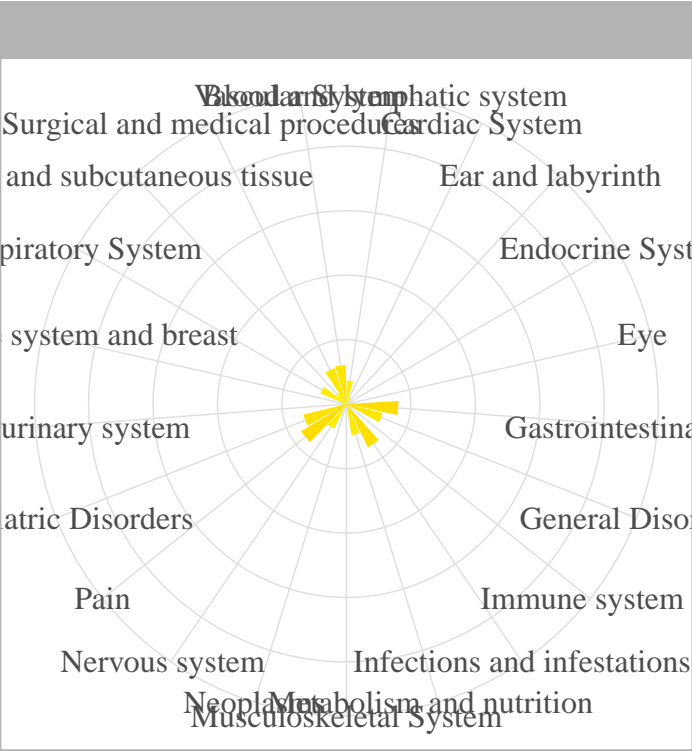 Vascular System
Blood and lymphatic system
Surgical and medical procedures
Cardiac System
and subcutaneous tissue
Ear and labyrinth
piratory System
Endocrine Syst
system and breast
Eye
urinary system
Gastrointestina
atric Disorders
General Disor
Pain
Immune system
Nervous system
Infections and infestations
Neoplasms
Metabolism and nutrition
Musculoskeletal System